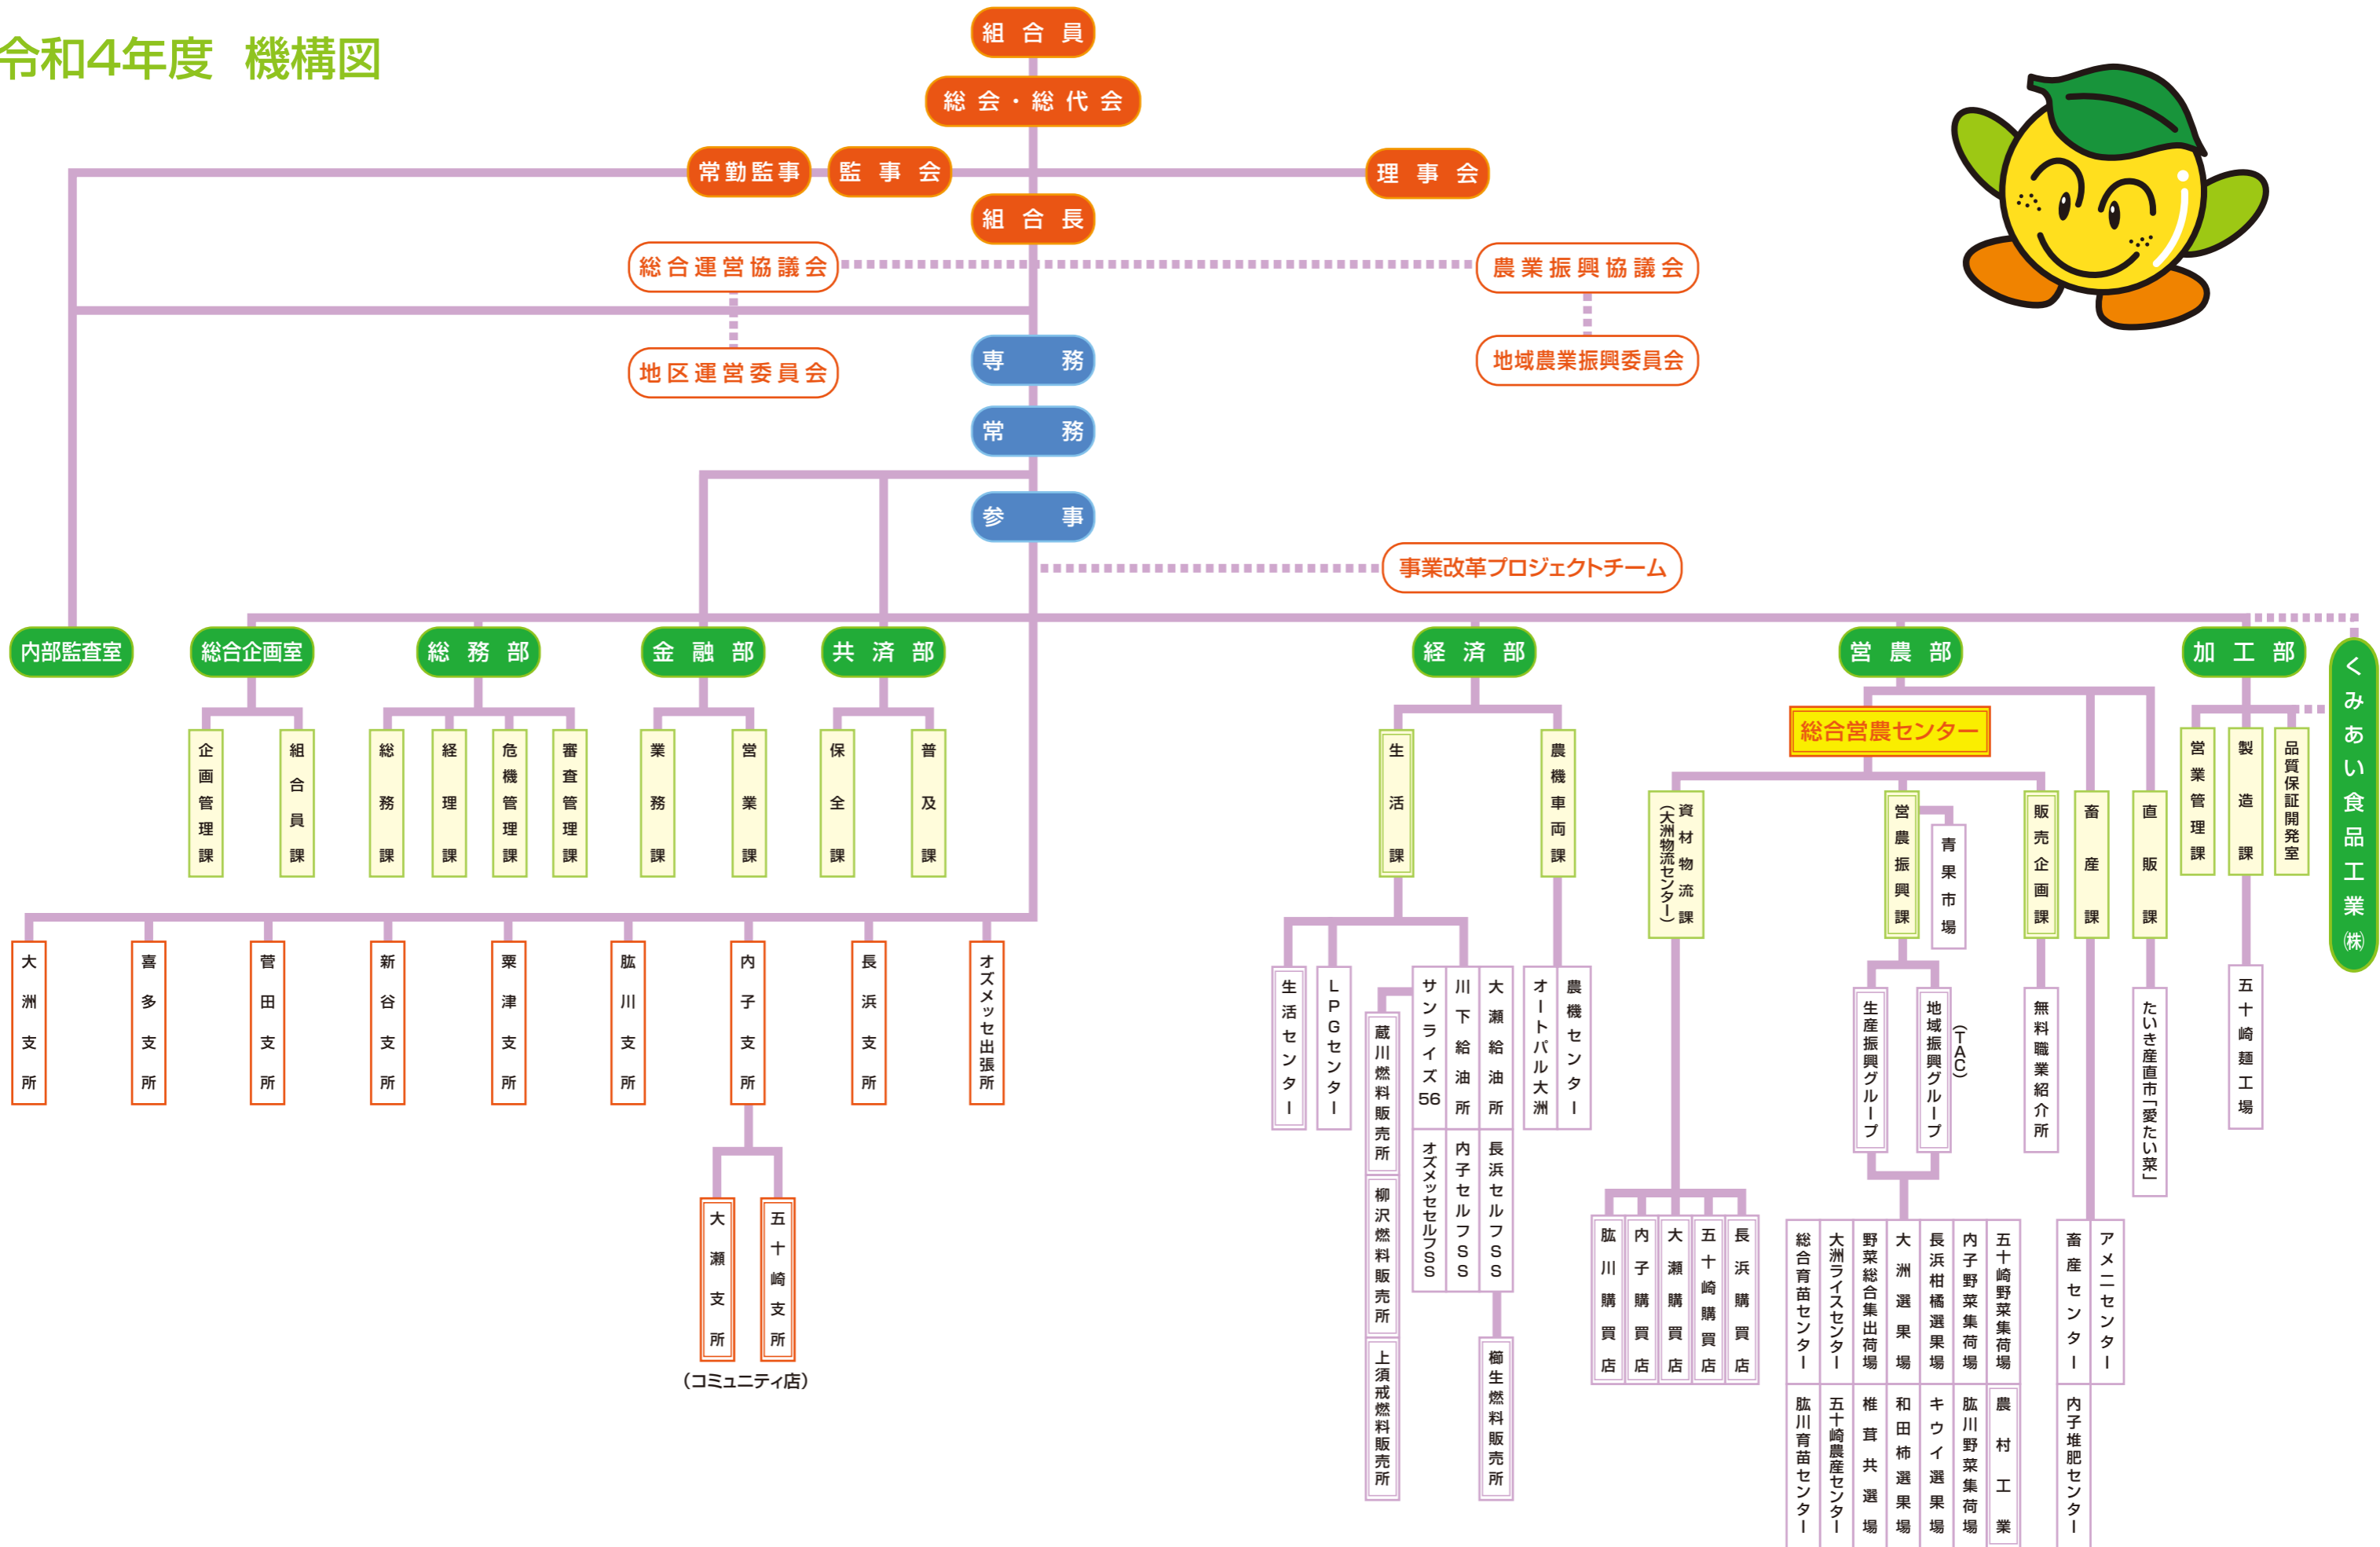 令和4年度 機構図
組合員
総会・総代会
常勤監事
監事会
理事会
組合長
総合運営協議会
農業振興協議会
地区運営委員会
専務
地域農業振興委員会
常務
参事
事業改革プロジェクトチーム
内部監査室
総合企画室
総務部
金融部
共済部
経済部
営農部
加工部
くみあい食品工業㈱
企画管理課
組合員課
総務課
経理課
危機管理課
審査管理課
業務課
営業課
保全課
普及課
生活課
農機車両課
総合営農センター
資材物流課
(大洲物流センター)
営農振興課
青果市場
販売企画課
畜産課
直販課
営業管理課
製造課
品質保証開発室
大洲支所
喜多支所
菅田支所
新谷支所
粟津支所
肱川支所
内子支所
長浜支所
オズメッセ出張所
大瀬支所
五十崎支所
(コミュニティ店)
生活センター
LPGセンター
蔵川燃料販売所
柳沢燃料販売所
上須戒燃料販売所
サンライズ56
川下給油所
大瀬給油所
オズメッセセルフSS
内子セルフSS
長浜セルフSS
櫛生燃料販売所
オートパル大洲
農機センター
肱川購買店
内子購買店
大瀬購買店
五十崎購買店
長浜購買店
生産振興グループ
地域振興グループ
(TAC)
無料職業紹介所
たいき産直市「愛たい菜」
五十崎麺工場
総合育苗センター
大洲ライスセンター
野菜総合集出荷場
大洲選果場
長浜柑橘選果場
内子野菜集荷場
五十崎野菜集荷場
肱川育苗センター
五十崎農産センター
椎茸共選場
和田柿選果場
キウイ選果場
肱川野菜集荷場
農村工業
畜産センター
アメニセンター
内子堆肥センター